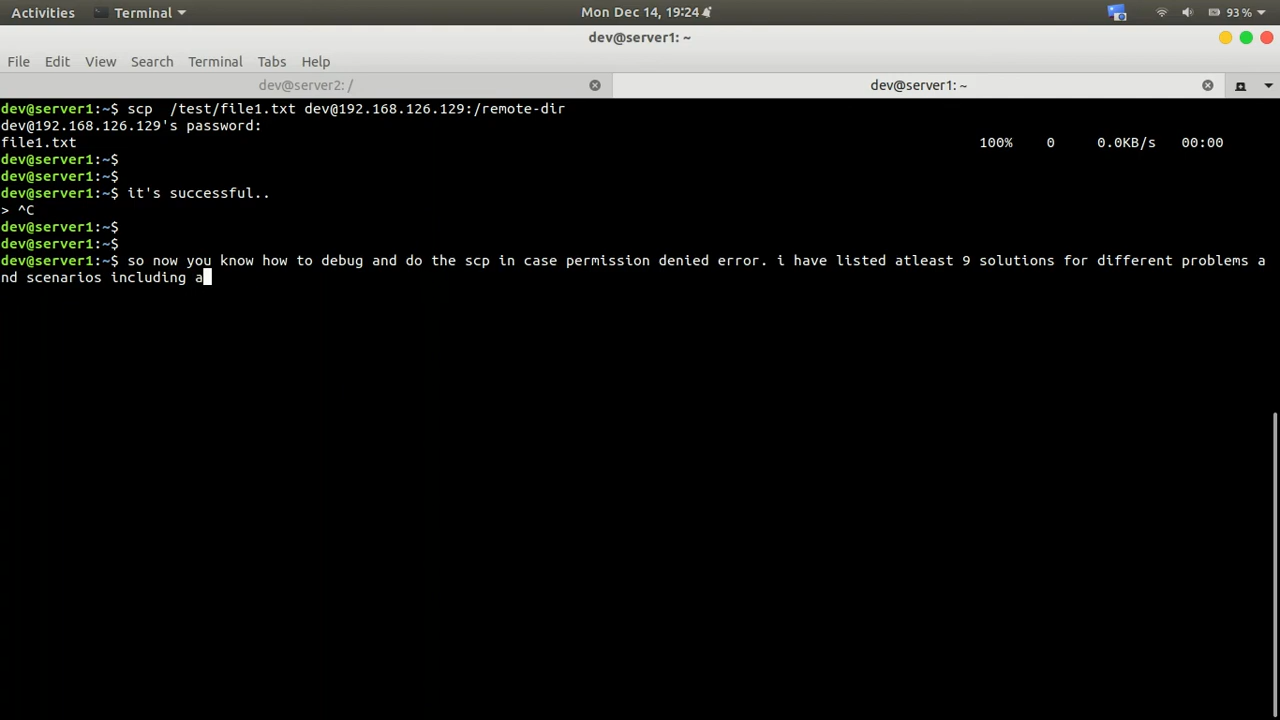 Activities Terminal Mon Dec 14, 19:24 93%
dev@server1: ~
File Edit View Search Terminal Tabs Help
dev@server2: / dev@server1: ~
dev@server1:~$ scp  /test/file1.txt dev@192.168.126.129:/remote-dir
dev@192.168.126.129's password:
file1.txt 100% 0 0.0KB/s 00:00
dev@server1:~$
dev@server1:~$
dev@server1:~$ it's successful..
> ^C
dev@server1:~$
dev@server1:~$
dev@server1:~$ so now you know how to debug and do the scp in case permission denied error. i have listed atleast 9 solutions for different problems a
nd scenarios including a